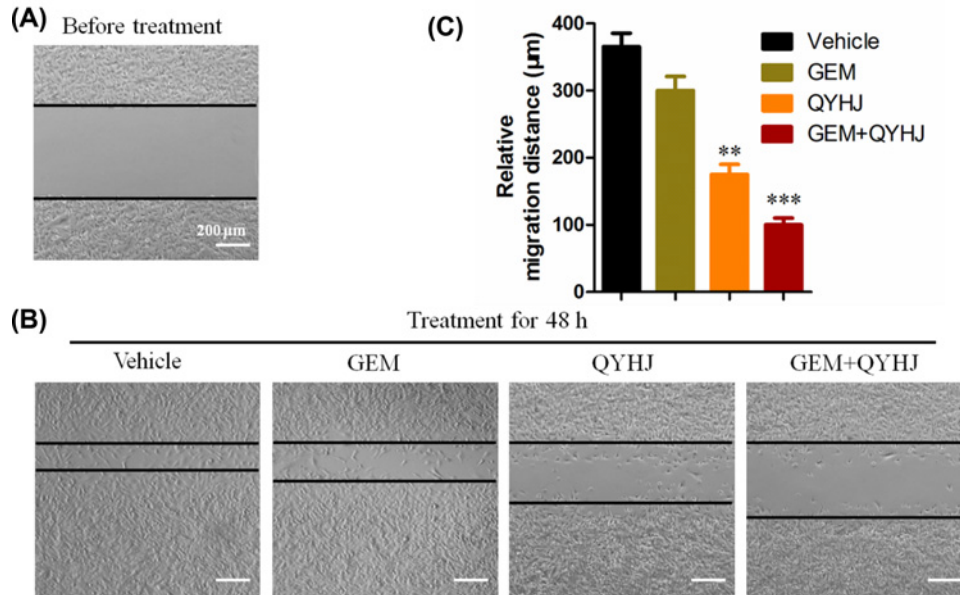 (A)
Before treatment
200 μm
(C)
Relative
migration distance (μm)
400
300
200
100
0
**
***
Vehicle
GEM
QYHJ
GEM+QYHJ
(B)
Treatment for 48 h
Vehicle
GEM
QYHJ
GEM+QYHJ